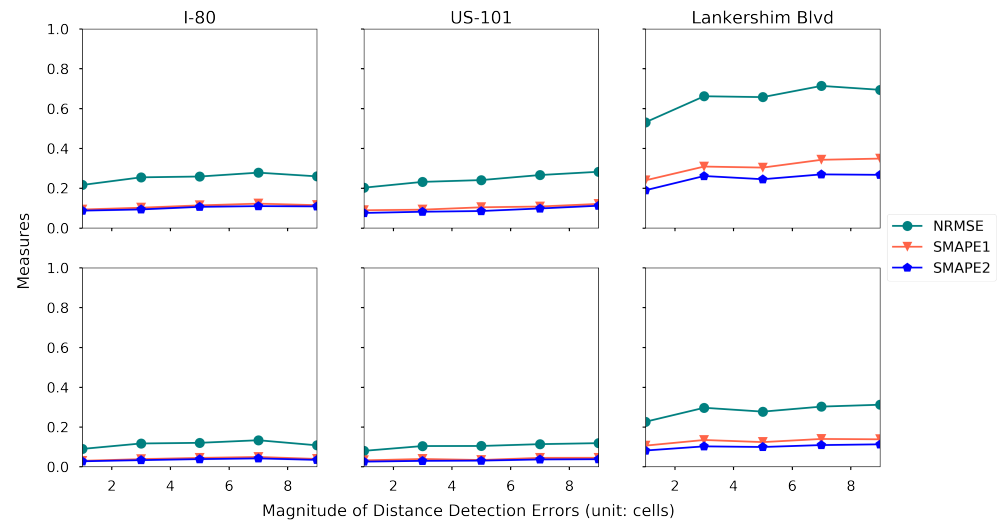 I-80 US-101 Lankershim Blvd
1.0
0.8
0.6
0.4
0.2
0.0
Measures
NRMSE
SMAPE1
SMAPE2
1.0
0.8
0.6
0.4
0.2
0.0
2 4 6 8 2 4 6 8 2 4 6 8
Magnitude of Distance Detection Errors (unit: cells)